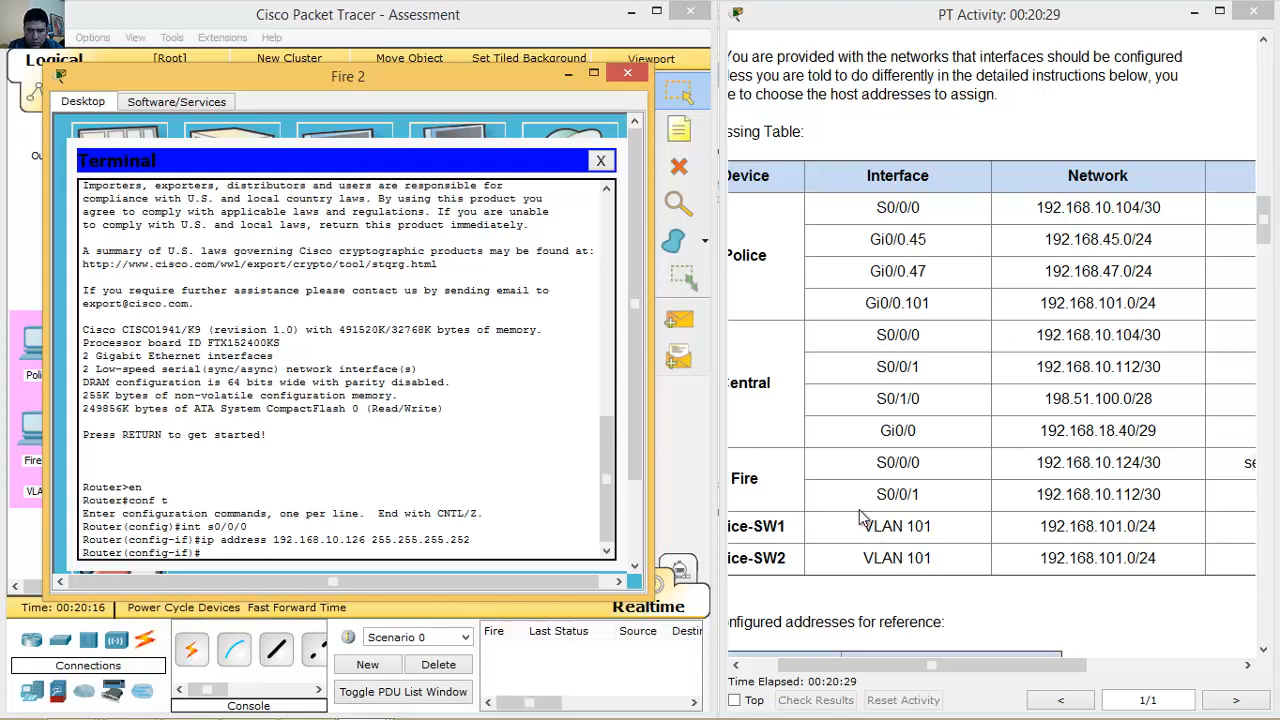 Cisco Packet Tracer - Assessment
Options View Tools Extensions Help
Logical [Root] New Cluster Move Object Set Tiled Background Viewport
Fire 2
Desktop Software/Services
Terminal X
Importers, exporters, distributors and users are responsible for
compliance with U.S. and local country laws. By using this product you
agree to comply with applicable laws and regulations. If you are unable
to comply with U.S. and local laws, return this product immediately.
A summary of U.S. laws governing Cisco cryptographic products may be found at:
http://www.cisco.com/wwl/export/crypto/tool/stqrg.html
If you require further assistance please contact us by sending email to
export@cisco.com.
Cisco CISCO1941/K9 (revision 1.0) with 491520K/32768K bytes of memory.
Processor board ID FTX152400KS
2 Gigabit Ethernet interfaces
2 Low-speed serial(sync/async) network interface(s)
DRAM configuration is 64 bits wide with parity disabled.
255K bytes of non-volatile configuration memory.
249856K bytes of ATA System CompactFlash 0 (Read/Write)
Press RETURN to get started!
Router>en
Router#conf t
Enter configuration commands, one per line. End with CNTL/Z.
Router(config)#int s0/0/0
Router(config-if)#ip address 192.168.10.126 255.255.255.252
Router(config-if)#
Ou
Poli
Fire
VLA
Time: 00:20:16 Power Cycle Devices Fast Forward Time Realtime
Connections
Console
Scenario 0
New Delete
Toggle PDU List Window
Fire Last Status Source Destin
PT Activity: 00:20:29
You are provided with the networks that interfaces should be configured
less you are told to do differently in the detailed instructions below, you
e to choose the host addresses to assign.
ssing Table:
Device Interface Network
S0/0/0 192.168.10.104/30
Gi0/0.45 192.168.45.0/24
Police
Gi0/0.47 192.168.47.0/24
Gi0/0.101 192.168.101.0/24
S0/0/0 192.168.10.104/30
S0/0/1 192.168.10.112/30
Central
S0/1/0 198.51.100.0/28
Gi0/0 192.168.18.40/29
S0/0/0 192.168.10.124/30 se
Fire
S0/0/1 192.168.10.112/30
ice-SW1 VLAN 101 192.168.101.0/24
ice-SW2 VLAN 101 192.168.101.0/24
nfigured addresses for reference:
Time Elapsed: 00:20:29
Top Check Results Reset Activity < 1/1 >